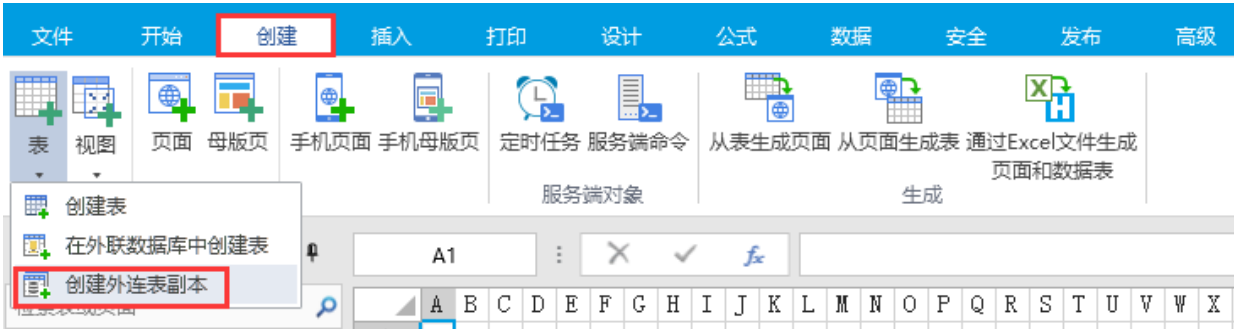 文件 开始 创建 插入 打印 设计 公式 数据 安全 发布 高级
表 视图 页面 母版页 手机页面 手机母版页 定时任务 服务端命令 从表生成页面 从页面生成表 通过Excel文件生成
页面和数据表
服务端对象 生成
创建表
在外联数据库中创建表
创建外连表副本
A1 fx
A B C D E F G H I J K L M N O P Q R S T U V W X